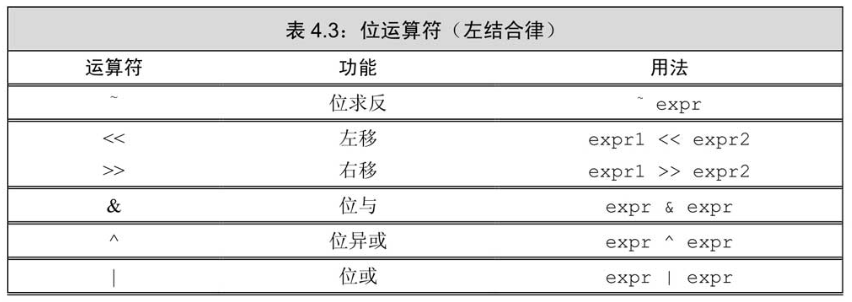 表 4.3：位运算符（左结合律）
运算符 功能 用法
~ 位求反 ~ expr
<< 左移 expr1 << expr2
>> 右移 expr1 >> expr2
& 位与 expr & expr
^ 位异或 expr ^ expr
| 位或 expr | expr